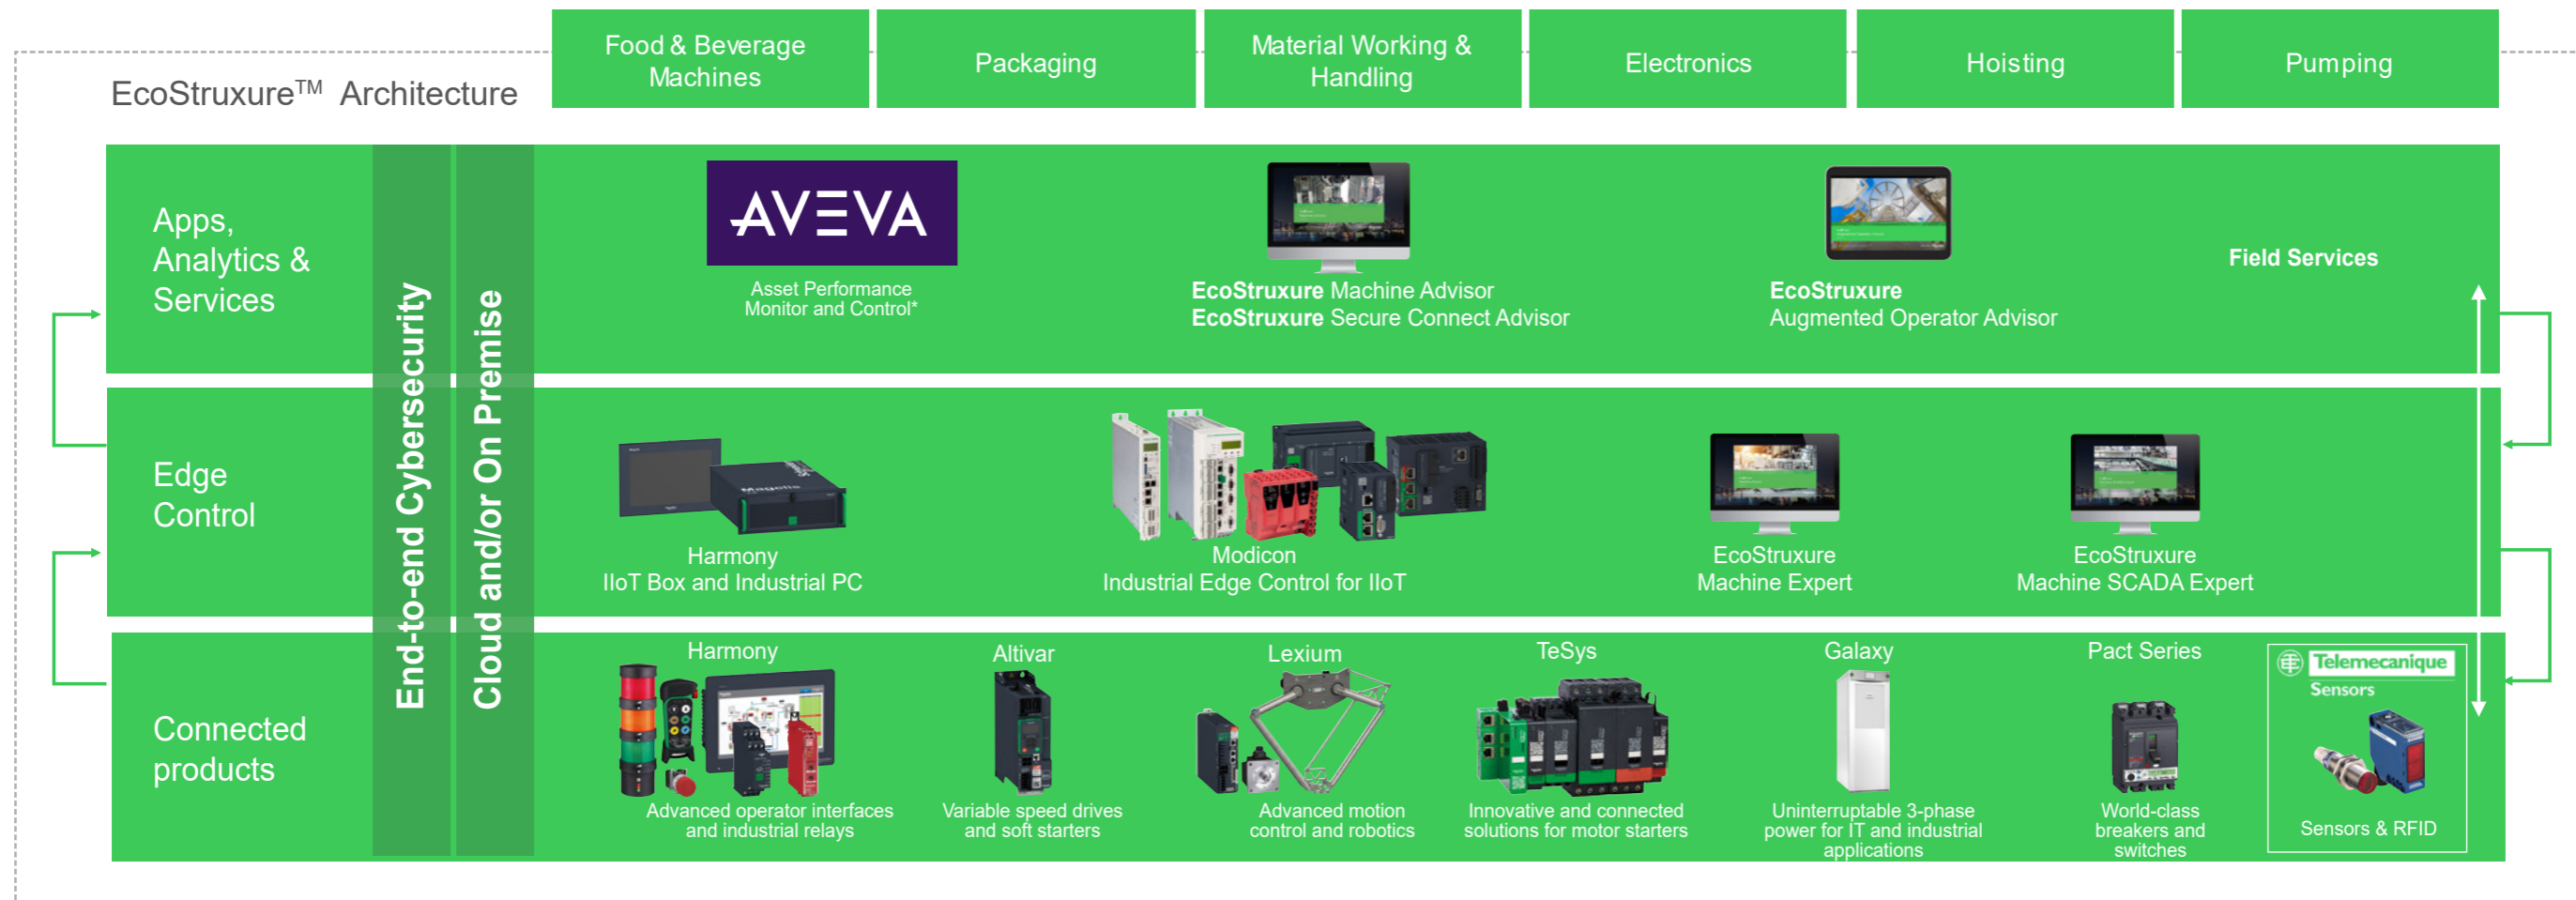 Food & Beverage
Machines
Packaging
Material Working &
Handling
Electronics
Hoisting
Pumping
EcoStruxure™ Architecture
Apps,
Analytics &
Services
End-to-end Cybersecurity
Cloud and/or On Premise
AVEVA
Asset Performance
Monitor and Control*
EcoStruxure Machine Advisor
EcoStruxure Secure Connect Advisor
EcoStruxure
Augmented Operator Advisor
Field Services
Edge
Control
Magelis
Harmony
IIoT Box and Industrial PC
Modicon
Industrial Edge Control for IIoT
EcoStruxure
Machine Expert
EcoStruxure
Machine SCADA Expert
Connected
products
Harmony
Advanced operator interfaces
and industrial relays
Altivar
Variable speed drives
and soft starters
Lexium
Advanced motion
control and robotics
TeSys
Innovative and connected
solutions for motor starters
Galaxy
Uninterruptable 3-phase
power for IT and industrial
applications
Pact Series
World-class
breakers and
switches
Telemecanique
Sensors
Sensors & RFID